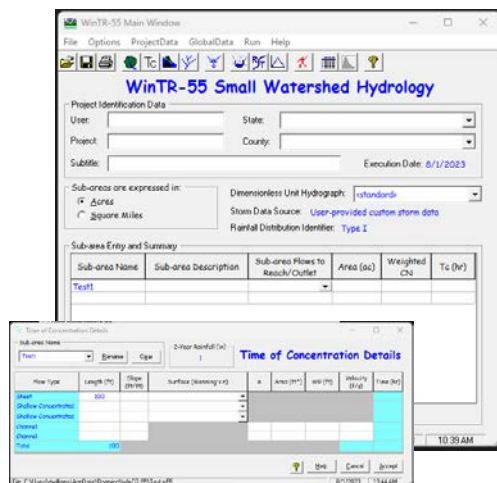 WinTR-55 Main Window
File Options ProjectData GlobalData Run Help
WinTR-55 Small Watershed Hydrology
Project Identification Data
User: State:
Project: County:
Subtitle: Execution Date: 8/1/2023
Sub-areas are expressed in:
Acres
Square Miles
Dimensionless Unit Hydrograph: <standard>
Storm Data Source: User-provided custom storm data
Rainfall Distribution Identifier: Type I
Sub-area Entry and Summary
Sub-area Name Sub-area Description Sub-area Flows to Reach/Outlet Area (ac) Weighted CN Tc (hr)
Test1
10:39 AM
Time of Concentration Details
Sub-area Name
Test1 Rename Clear
2-Year Rainfall (in)
1
Time of Concentration Details
Flow Type Length (ft) Slope (ft/ft) Surface (Manning's n) n Area (ft²) WP (ft) Velocity (f/s) Time (hr)
Sheet 100
Shallow Concentrated
Shallow Concentrated
Channel
Channel
Total 100
Help Cancel Accept
8/1/2023